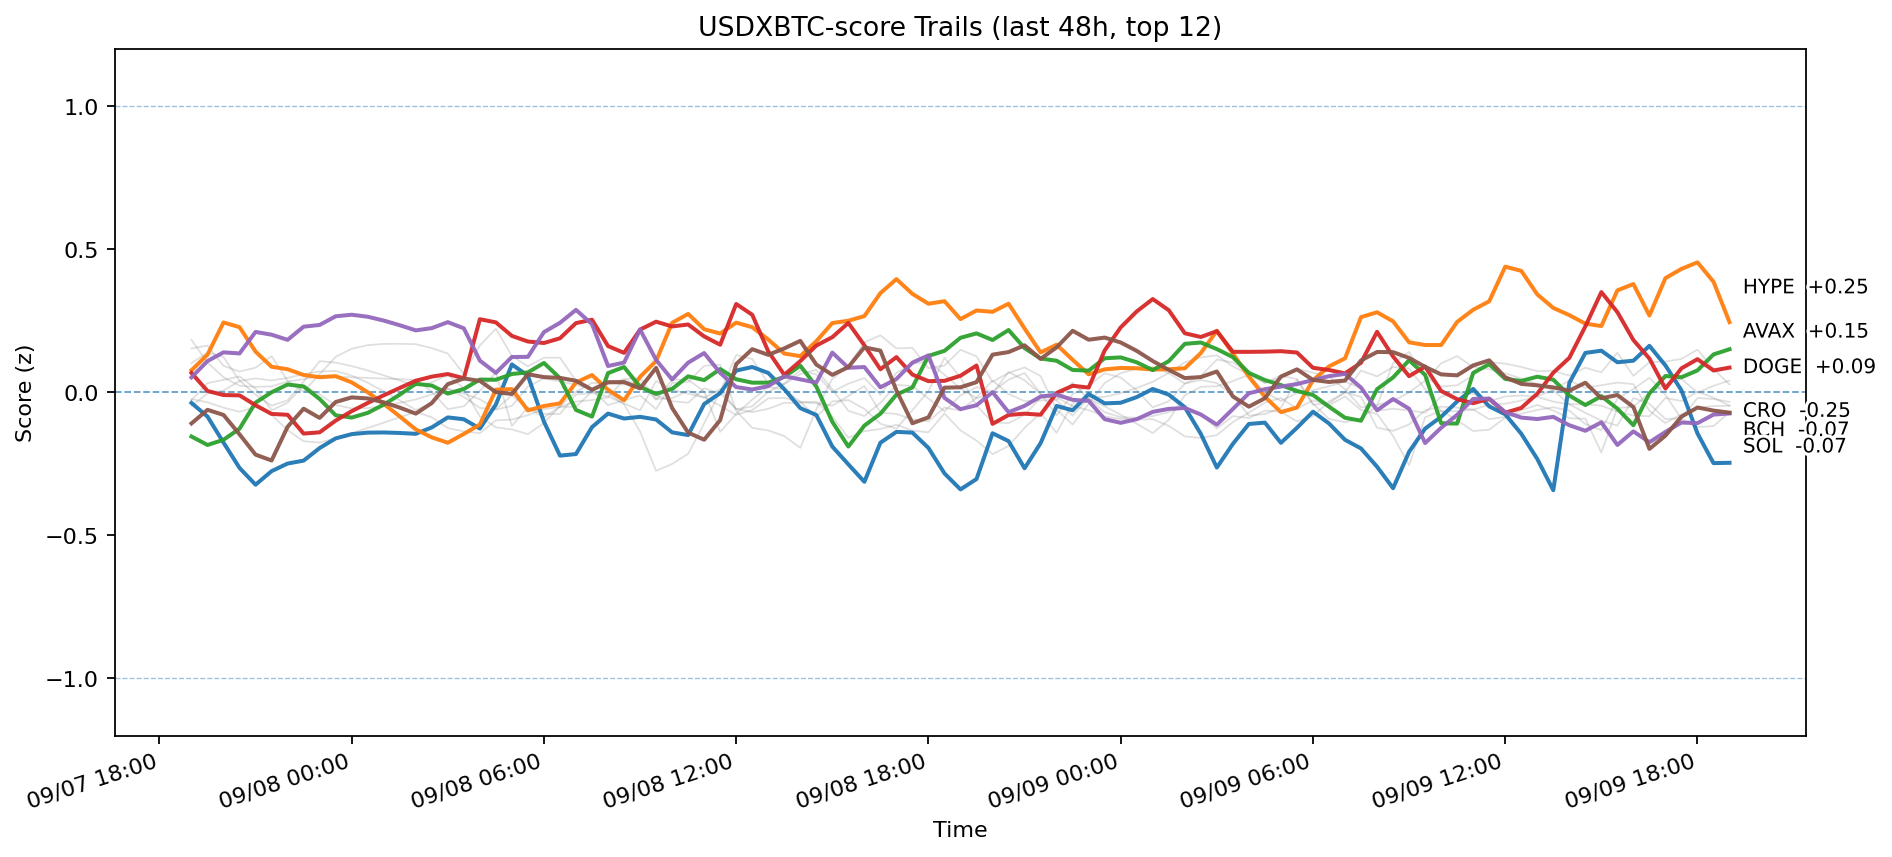 USDXBTC-score Trails (last 48h, top 12)
Score (z)
1.0
0.5
0.0
−0.5
−1.0
HYPE +0.25
AVAX +0.15
DOGE +0.09
CRO -0.25
BCH -0.07
SOL -0.07
09/07 18:00
09/08 00:00
09/08 06:00
09/08 12:00
09/08 18:00
09/09 00:00
09/09 06:00
09/09 12:00
09/09 18:00
Time